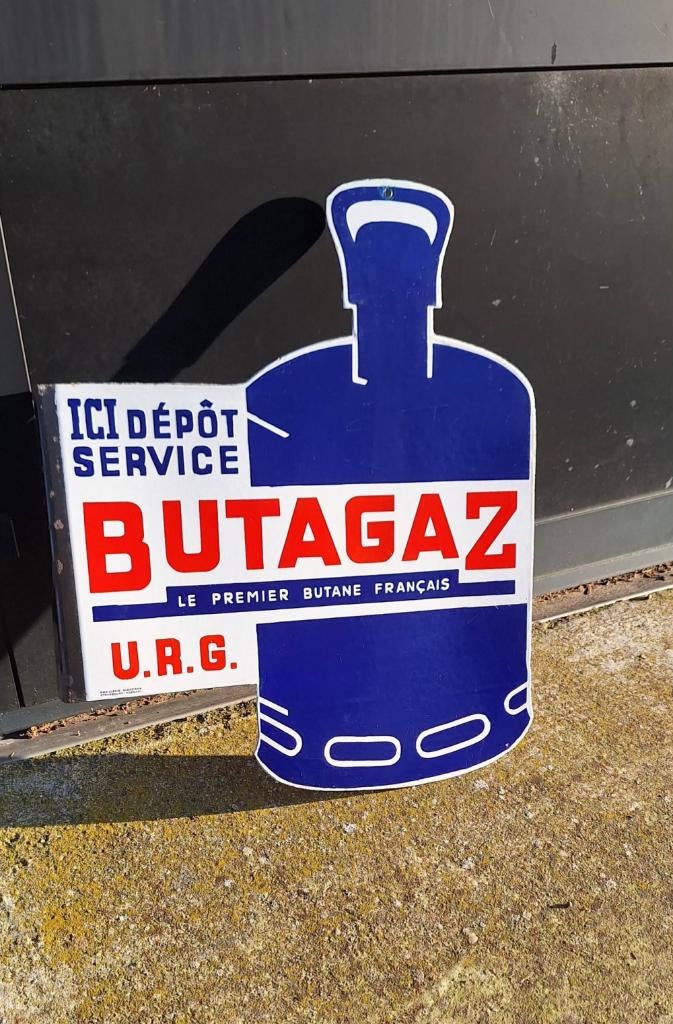 ICI DÉPÔT
SERVICE
BUTAGAZ
LE PREMIER BUTANE FRANÇAIS
U.R.G.